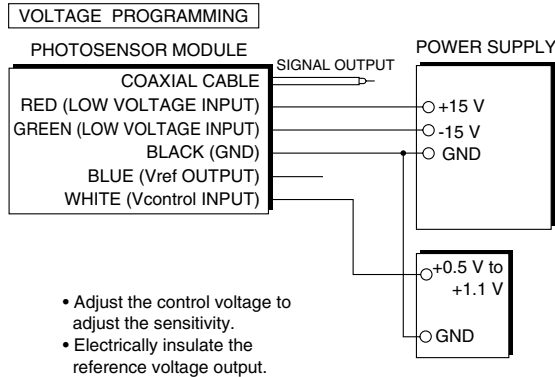 VOLTAGE PROGRAMMING
PHOTOSENSOR MODULE
SIGNAL OUTPUT
POWER SUPPLY
COAXIAL CABLE
RED (LOW VOLTAGE INPUT)
GREEN (LOW VOLTAGE INPUT)
BLACK (GND)
BLUE (Vref OUTPUT)
WHITE (Vcontrol INPUT)
+15 V
-15 V
GND
+0.5 V to
+1.1 V
GND
• Adjust the control voltage to
adjust the sensitivity.
• Electrically insulate the
reference voltage output.